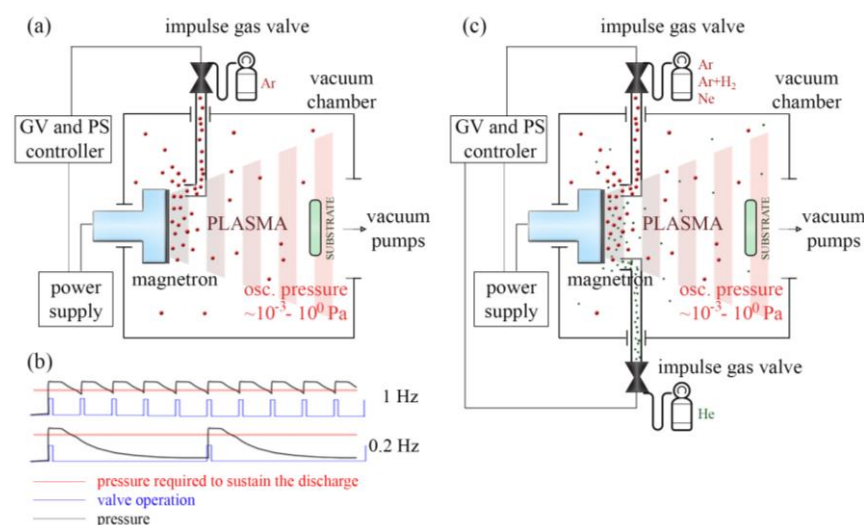 (a)
impulse gas valve
Ar
vacuum
chamber
GV and PS
controller
PLASMA
SUBSTRATE
vacuum
pumps
magnetron
power
supply
osc. pressure
~10⁻³- 10⁰ Pa
(b)
1 Hz
0.2 Hz
pressure required to sustain the discharge
valve operation
pressure
(c)
impulse gas valve
Ar
Ar+H₂
Ne
vacuum
chamber
GV and PS
controler
PLASMA
SUBSTRATE
vacuum
pumps
magnetron
power
supply
osc. pressure
~10⁻³- 10⁰ Pa
impulse gas valve
He